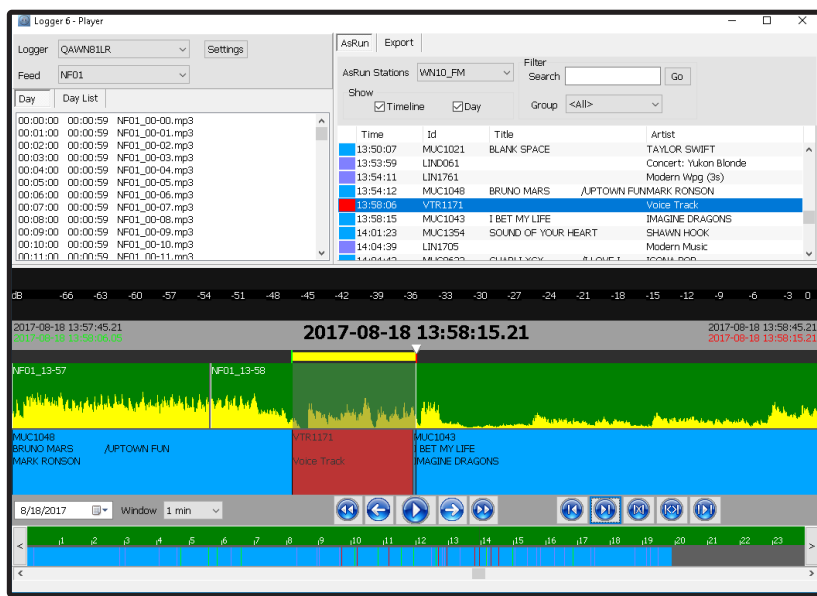 Logger 6 - Player
Logger QAWN81LR Settings
Feed NF01
Day Day List
00:00:00 00:00:59 NF01_00-00.mp3
00:01:00 00:00:59 NF01_00-01.mp3
00:02:00 00:00:59 NF01_00-02.mp3
00:03:00 00:00:59 NF01_00-03.mp3
00:04:00 00:00:59 NF01_00-04.mp3
00:05:00 00:00:59 NF01_00-05.mp3
00:06:00 00:00:59 NF01_00-06.mp3
00:07:00 00:00:59 NF01_00-07.mp3
00:08:00 00:00:59 NF01_00-08.mp3
00:09:00 00:00:59 NF01_00-09.mp3
00:10:00 00:00:59 NF01_00-10.mp3
00:11:00 00:00:59 NF01_00-11.mp3
AsRun Export
AsRun Stations WN10_FM
Filter
Search Go
Show
Timeline Day
Group <All>
Time Id Title Artist
13:50:07 MUC1021 BLANK SPACE TAYLOR SWIFT
13:53:59 LIND061 Concert: Yukon Blonde
13:54:11 LIN1761 Modern Wpg (3s)
13:54:12 MUC1048 BRUNO MARS /UPTOWN FUNMARK RONSON
13:58:06 VTR1171 Voice Track
13:58:15 MUC1043 I BET MY LIFE IMAGINE DRAGONS
14:01:23 MUC1354 SOUND OF YOUR HEART SHAWN HOOK
14:04:39 LIN1705 Modern Music
dB -66 -63 -60 -57 -54 -51 -48 -45 -42 -39 -36 -33 -30 -27 -24 -21 -18 -15 -12 -9 -6 -3 0
2017-08-18 13:57:45.21
2017-08-18 13:58:15.21
2017-08-18 13:58:45.21
2017-08-18 13:58:15.21
NF01_13-57 NF01_13-58
MUC1048
BRUNO MARS /UPTOWN FUN
MARK RONSON
VTR1171
Voice Track
MUC1043
I BET MY LIFE
IMAGINE DRAGONS
8/18/2017 Window 1 min
1 2 3 4 5 6 7 8 9 10 11 12 13 14 15 16 17 18 19 20 21 22 23